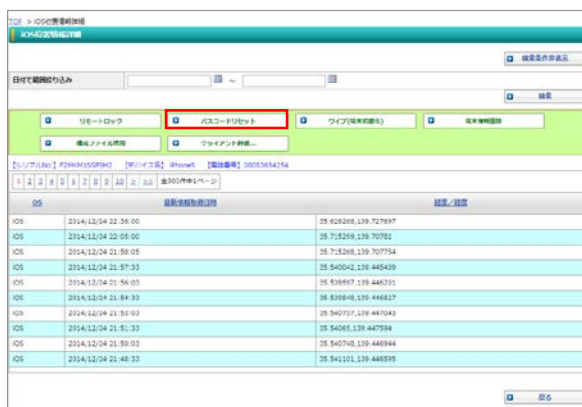 TOP > iOS位置情報詳細
iOS位置情報詳細
検索条件非表示
日付で範囲絞り込み ～
検索
リモートロック パスコードリセット ワイプ(端末初期化) 端末情報削除
構成ファイル適用 クライアント評価...
【シリアルNo.】 【デバイス名】 iPhone5 【電話番号】
1 2 3 4 5 6 7 8 9 10 > >> 全303件中1ページ
OS 最新情報取得日時 経度／緯度
iOS 2014/12/24 22:36:00 35.628268,139.727697
iOS 2014/12/24 22:05:00 35.715299,139.70782
iOS 2014/12/24 21:58:05 35.715268,139.707754
iOS 2014/12/24 21:57:33 35.540042,139.445439
iOS 2014/12/24 21:56:03 35.539597,139.446231
iOS 2014/12/24 21:54:33 35.539848,139.446827
iOS 2014/12/24 21:53:03 35.540737,139.447043
iOS 2014/12/24 21:51:33 35.54065,139.447594
iOS 2014/12/24 21:50:03 35.540748,139.446944
iOS 2014/12/24 21:48:33 35.541101,139.446595
戻る